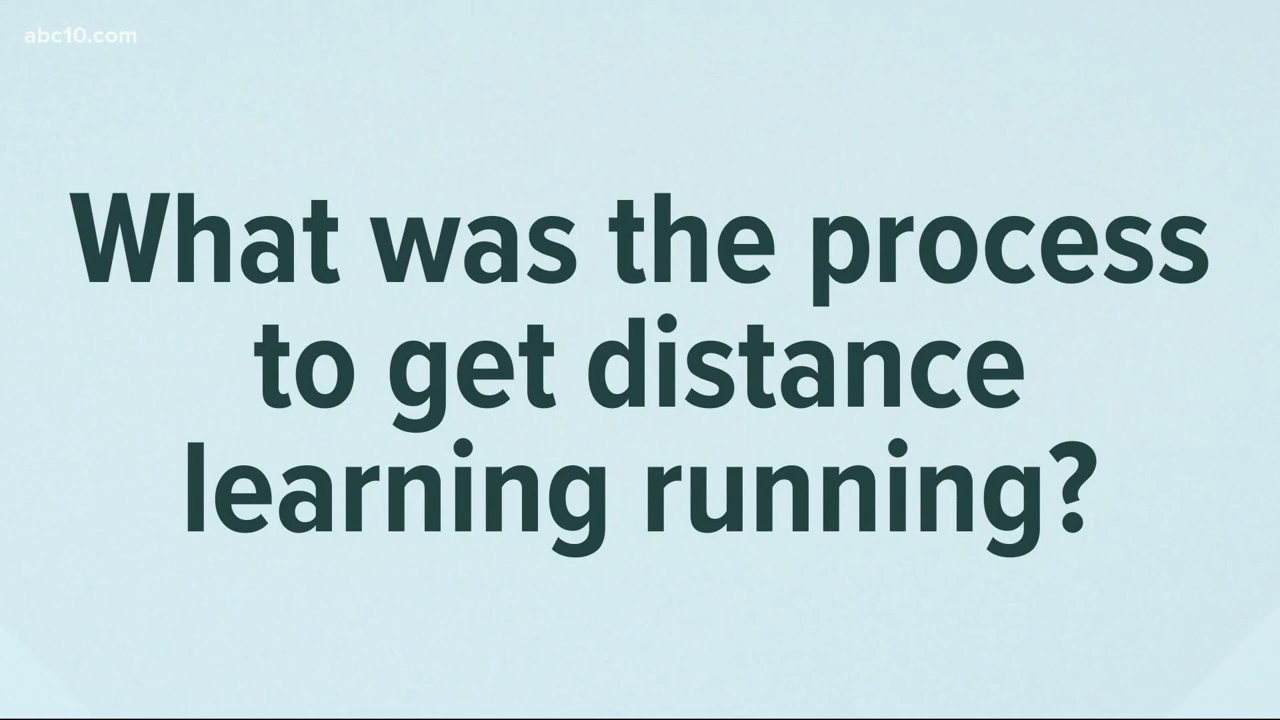 abc10.com
What was the process
to get distance
learning running?